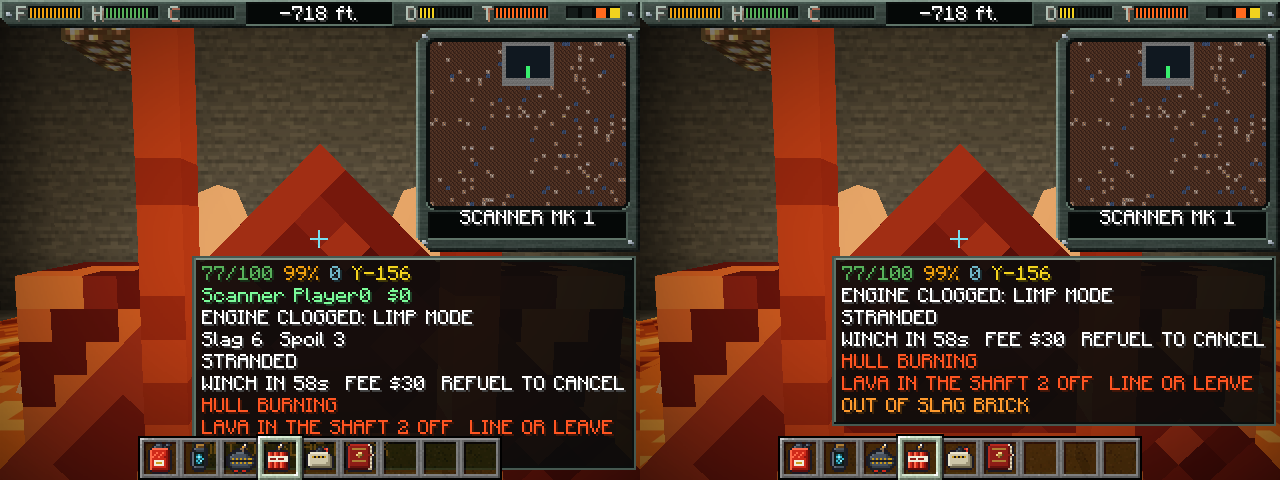 F H C -718 ft. D T
SCANNER MK 1
77/100 99% 0 Y-156
Scanner Player0 $0
ENGINE CLOGGED: LIMP MODE
Slag 6 Spoil 3
STRANDED
WINCH IN 58s FEE $30 REFUEL TO CANCEL
HULL BURNING
LAVA IN THE SHAFT 2 OFF LINE OR LEAVE
F H C -718 ft. D T
SCANNER MK 1
77/100 99% 0 Y-156
ENGINE CLOGGED: LIMP MODE
STRANDED
WINCH IN 58s FEE $30 REFUEL TO CANCEL
HULL BURNING
LAVA IN THE SHAFT 2 OFF LINE OR LEAVE
OUT OF SLAG BRICK